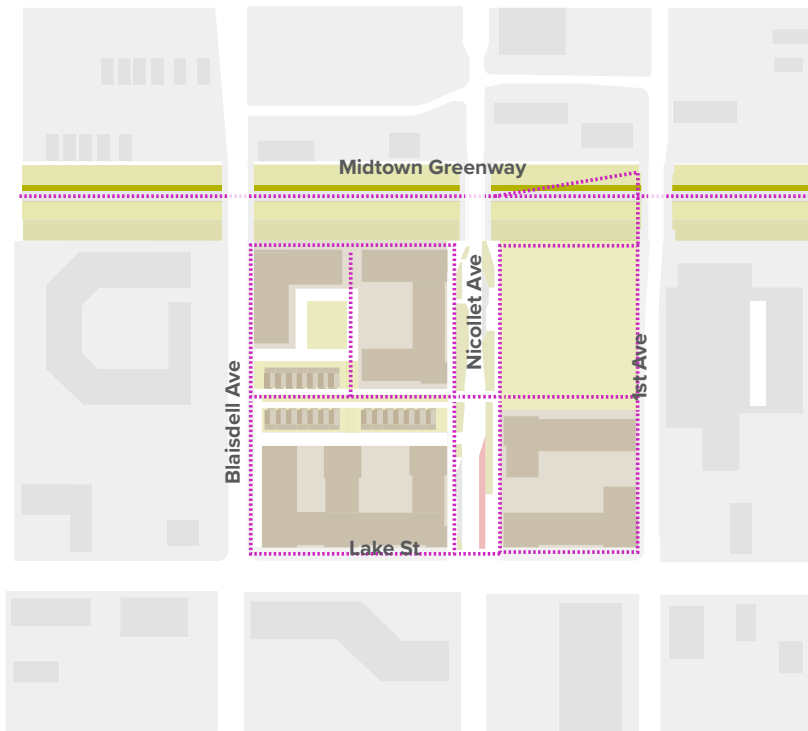 Midtown Greenway
Nicollet Ave
1st Ave
Blaisdell Ave
Lake St